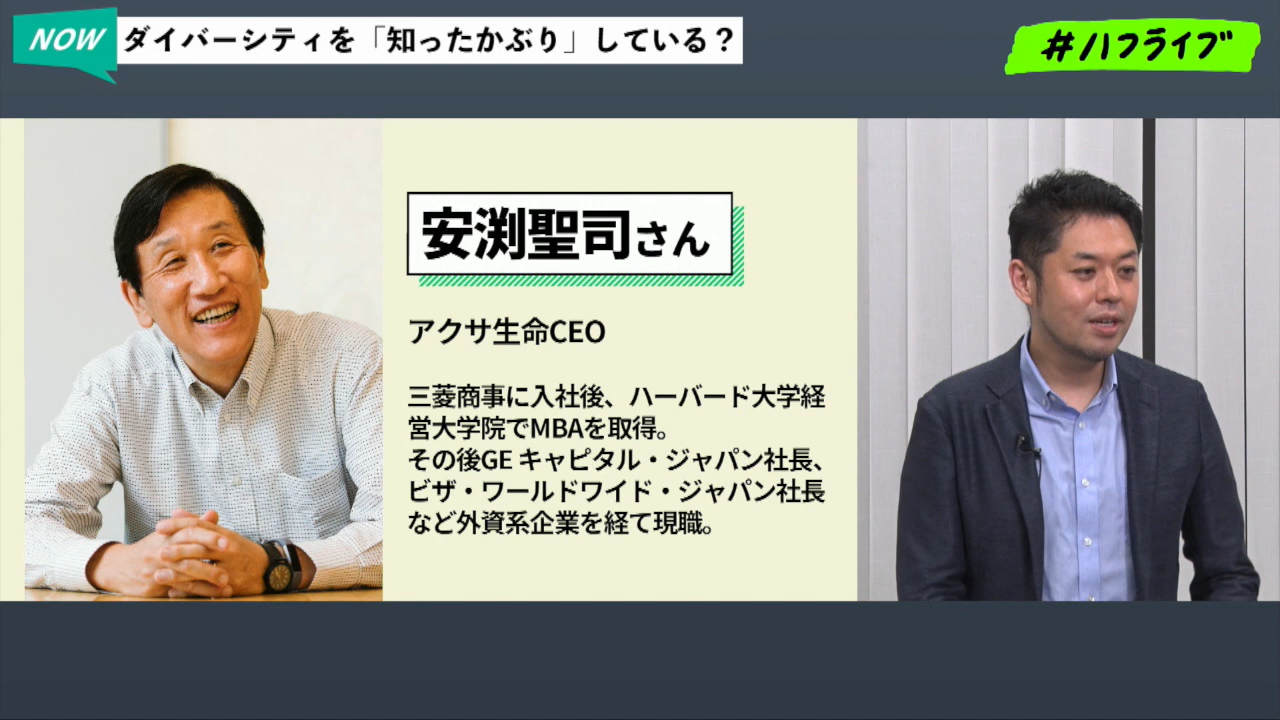 NOW
ダイバーシティを「知ったかぶり」している？
#ハフライブ
安渕聖司さん
アクサ生命CEO
三菱商事に入社後、ハーバード大学経
営大学院でMBAを取得。
その後GE キャピタル・ジャパン社長、
ビザ・ワールドワイド・ジャパン社長
など外資系企業を経て現職。